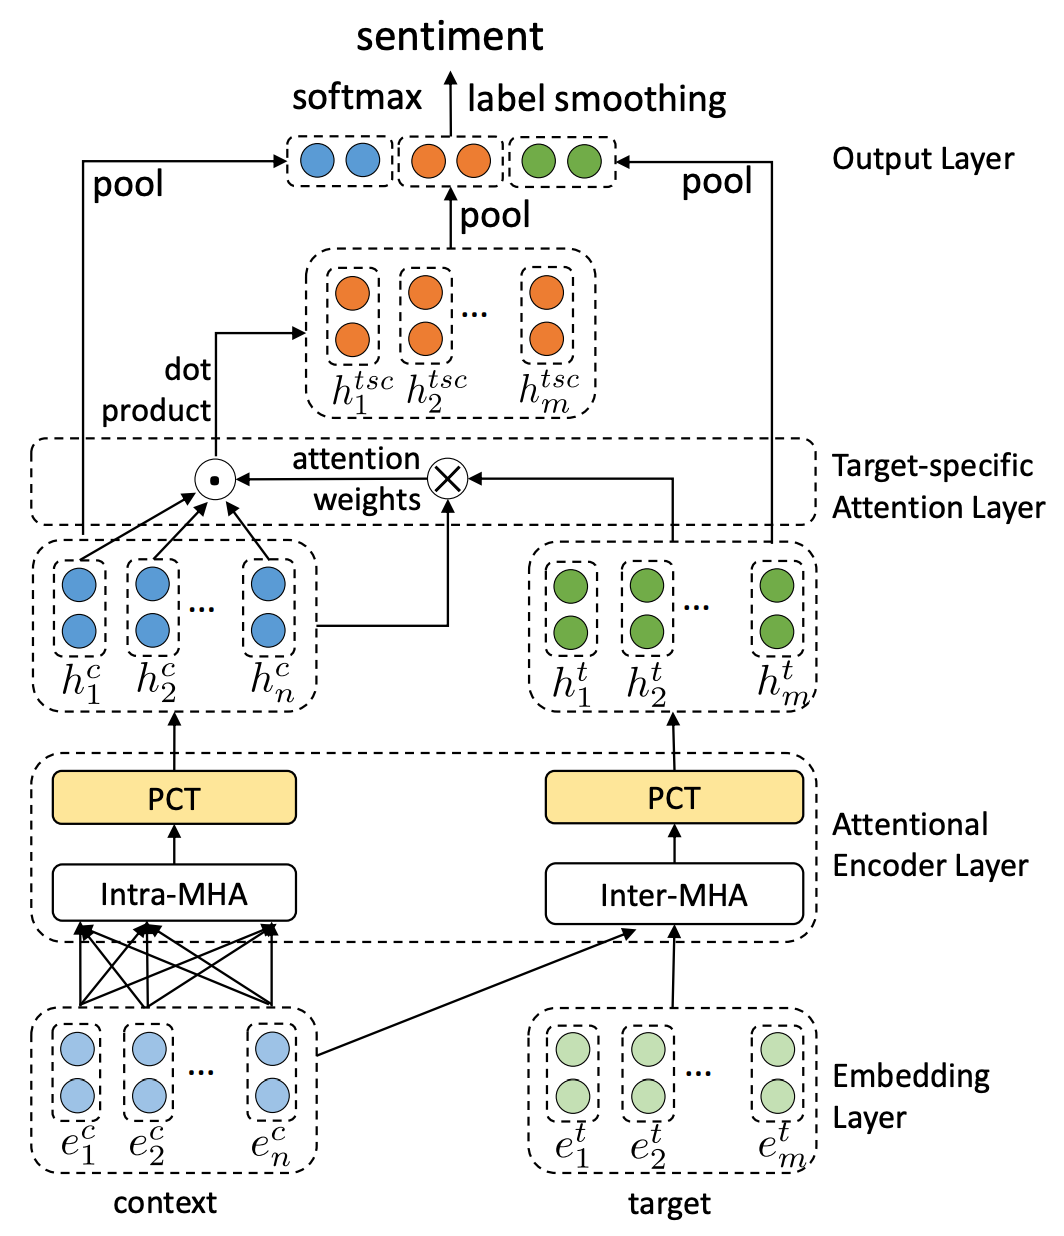 sentiment
softmax label smoothing
Output Layer
pool
pool
pool
...
h_1^{tsc} h_2^{tsc} h_m^{tsc}
dot
product
attention
weights
Target-specific
Attention Layer
... ...
h_1^c h_2^c h_n^c h_1^t h_2^t h_m^t
PCT PCT
Attentional
Encoder Layer
Intra-MHA Inter-MHA
... ...
Embedding
Layer
e_1^c e_2^c e_n^c e_1^t e_2^t e_m^t
context target